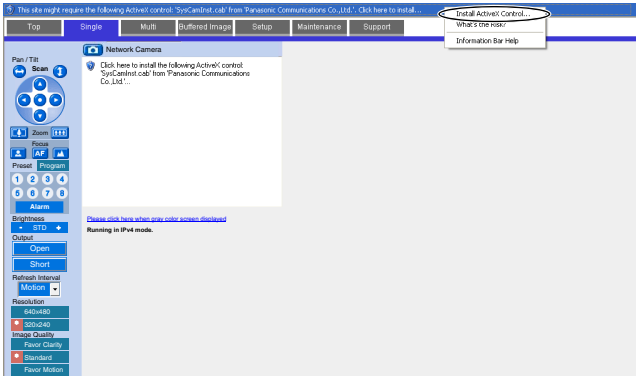 This site might require the following ActiveX control: 'SysCamInst.cab' from 'Panasonic Communications Co.,Ltd.'. Click here to install...
Install ActiveX Control...
What's the Risk?
Information Bar Help
Top
Single
Multi
Buffered Image
Setup
Maintenance
Support
Network Camera
Click here to install the following ActiveX control:
'SysCamInst.cab' from 'Panasonic Communications
Co.,Ltd.'...
Pan / Tilt
Scan
Zoom
Focus
AF
Preset
Program
1 2 3 4
5 6 7 8
Alarm
Brightness
- STD +
Output
Open
Short
Refresh Interval
Motion
Resolution
640x480
320x240
Image Quality
Favor Clarity
Standard
Favor Motion
Please click here when gray color screen displayed
Running in IPv4 mode.